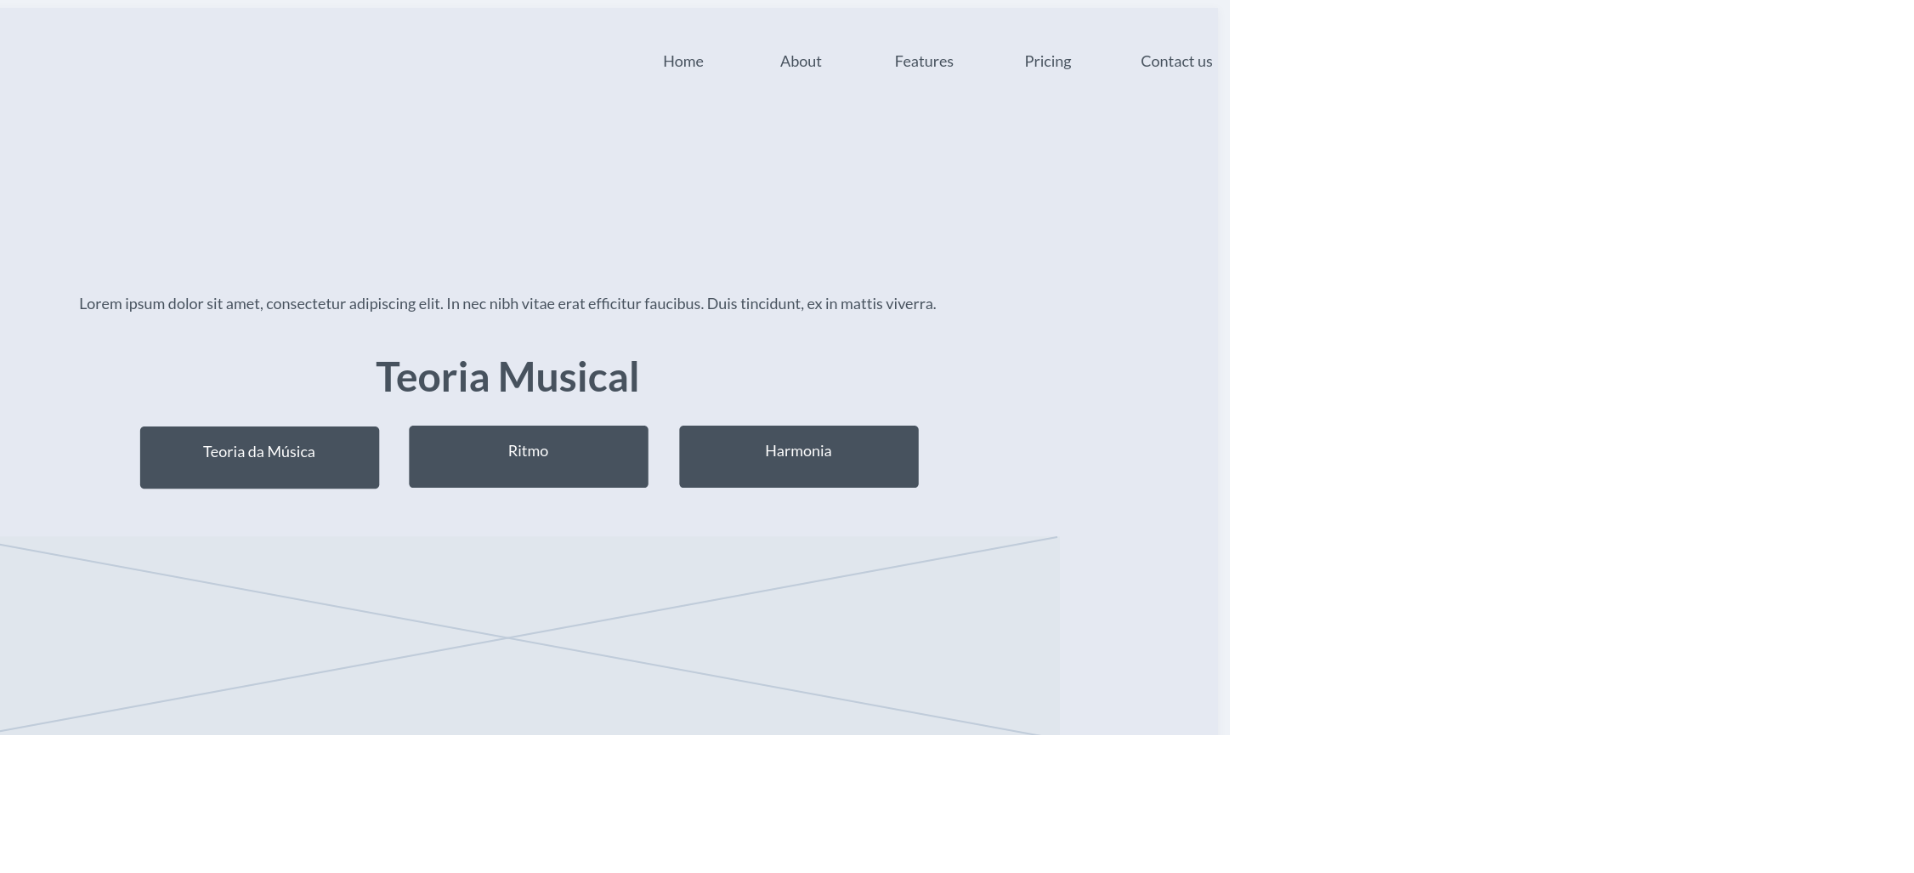 Home About Features Pricing Contact us
Lorem ipsum dolor sit amet, consectetur adipiscing elit. In nec nibh vitae erat efficitur faucibus. Duis tincidunt, ex in mattis viverra.
Teoria Musical
Teoria da Música Ritmo Harmonia